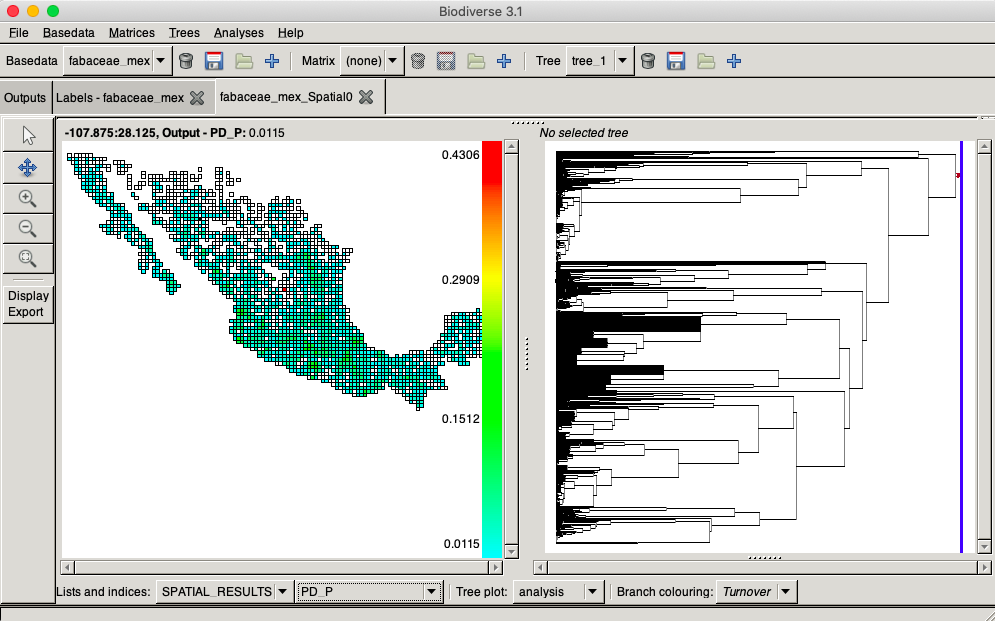 Biodiverse 3.1
File Basedata Matrices Trees Analyses Help
Basedata fabaceae_mex Matrix (none) Tree tree_1
Outputs Labels - fabaceae_mex fabaceae_mex_Spatial0
-107.875:28.125, Output - PD_P: 0.0115
No selected tree
0.4306
0.2909
0.1512
0.0115
Display
Export
Lists and indices: SPATIAL_RESULTS PD_P Tree plot: analysis Branch colouring: Turnover